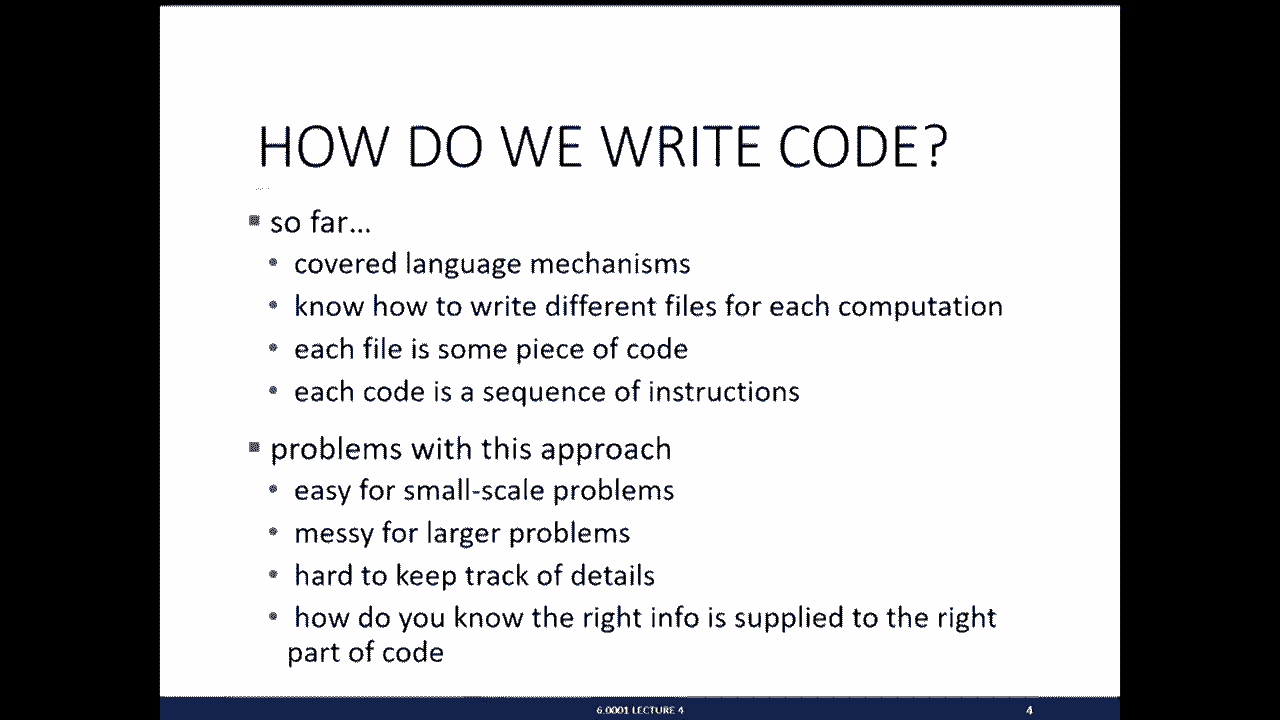 HOW DO WE WRITE CODE?
so far...
covered language mechanisms
know how to write different files for each computation
each file is some piece of code
each code is a sequence of instructions
problems with this approach
easy for small-scale problems
messy for larger problems
hard to keep track of details
how do you know the right info is supplied to the right
part of code
6.0001 LECTURE 4
4